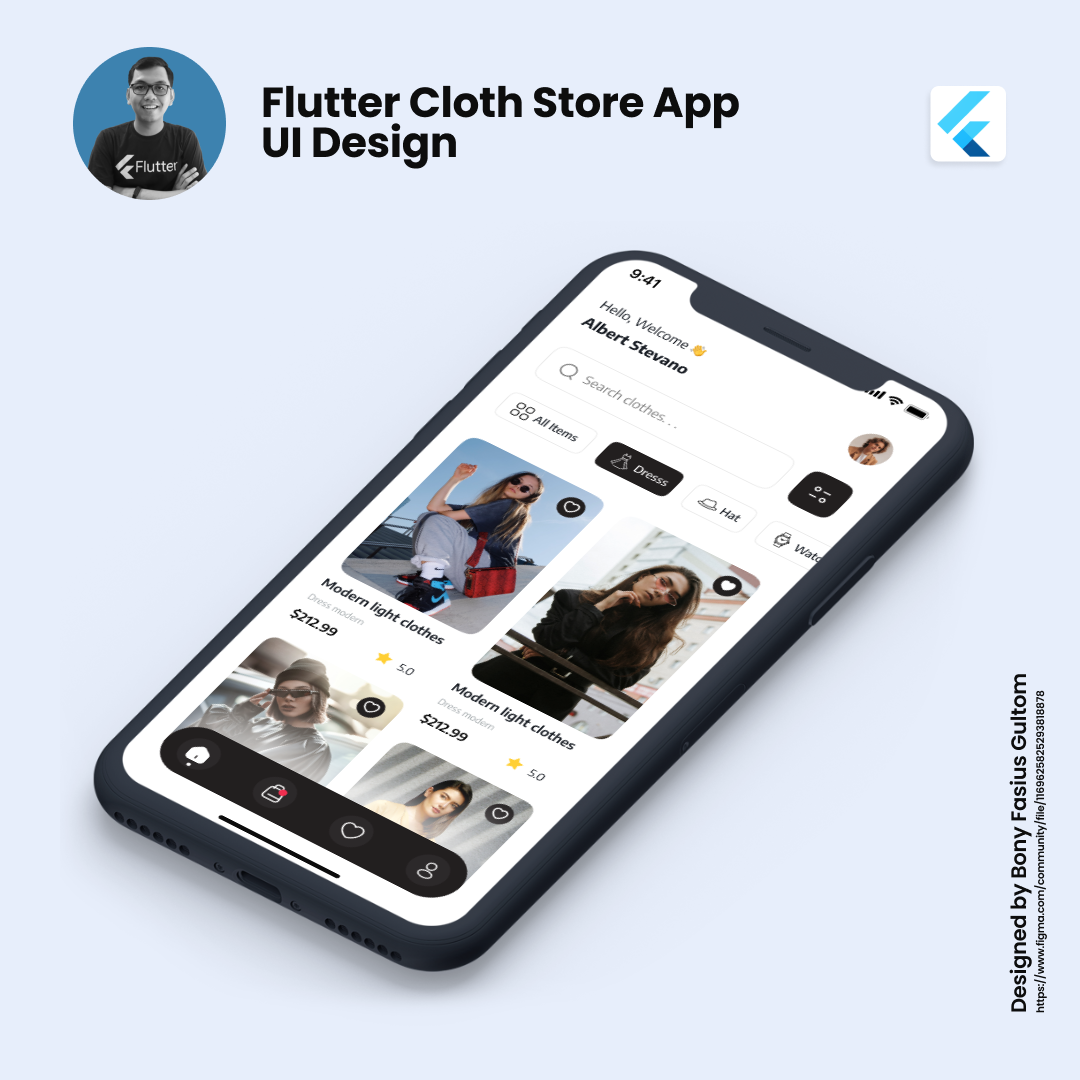 Flutter Cloth Store App
UI Design
Flutter
9:41
Hello, Welcome 👋
Albert Stevano
Search clothes. . .
All Items
Dresss
Hat
Watc
Modern light clothes
Dress modern
$212.99
5.0
Modern light clothes
Dress modern
$212.99
5.0
Designed by Bony Fasius Gultom
https://www.figma.com/community/file/1169625825293818878